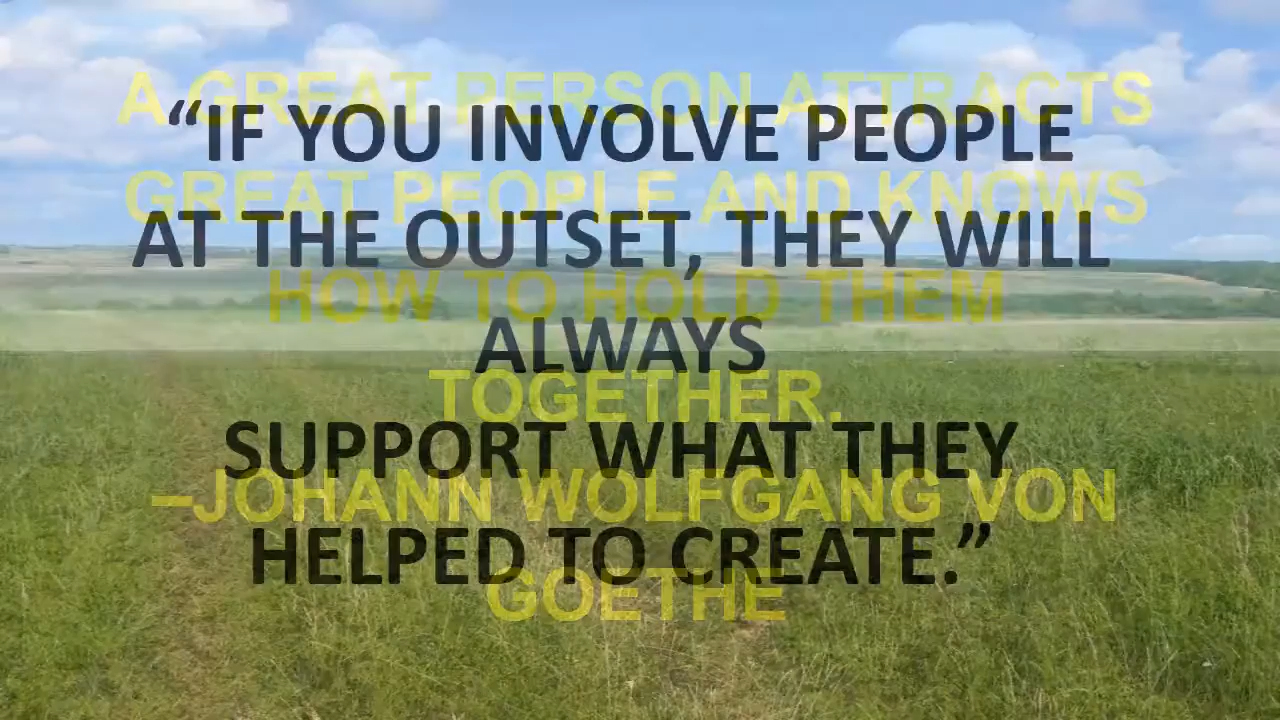 “IF YOU INVOLVE PEOPLE
AT THE OUTSET, THEY WILL
ALWAYS
SUPPORT WHAT THEY
HELPED TO CREATE.”
A GREAT PERSON ATTRACTS
GREAT PEOPLE AND KNOWS
HOW TO HOLD THEM
TOGETHER.
–JOHANN WOLFGANG VON
GOETHE